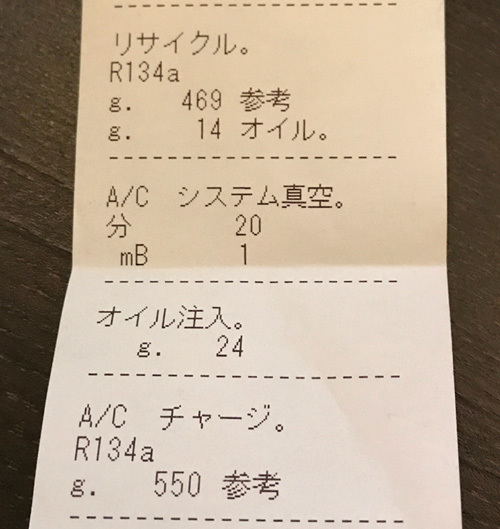 リサイクル。
R134a
g. 469 参考
g. 14 オイル。
A/C システム真空。
分 20
mB 1
オイル注入。
g. 24
A/C チャージ。
R134a
g. 550 参考